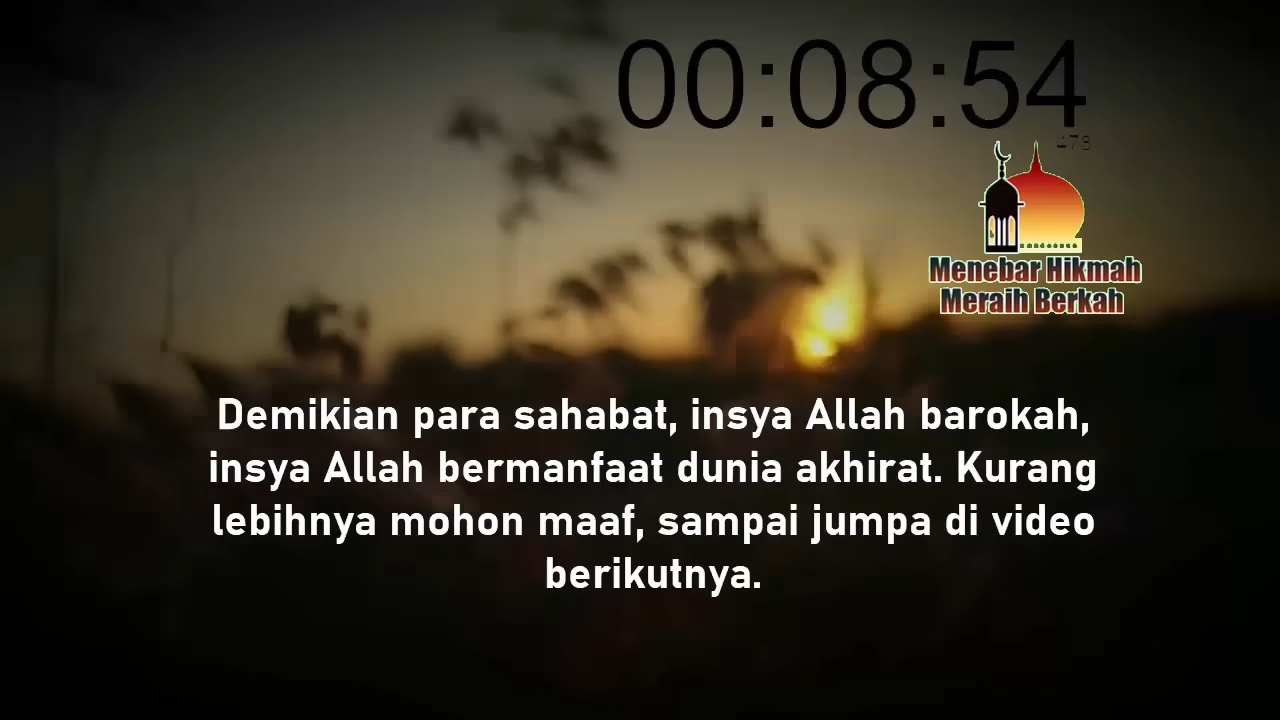 00:08:54
478
Menebar Hikmah
Meraih Berkah
Demikian para sahabat, insya Allah barokah,
insya Allah bermanfaat dunia akhirat. Kurang
lebihnya mohon maaf, sampai jumpa di video
berikutnya.